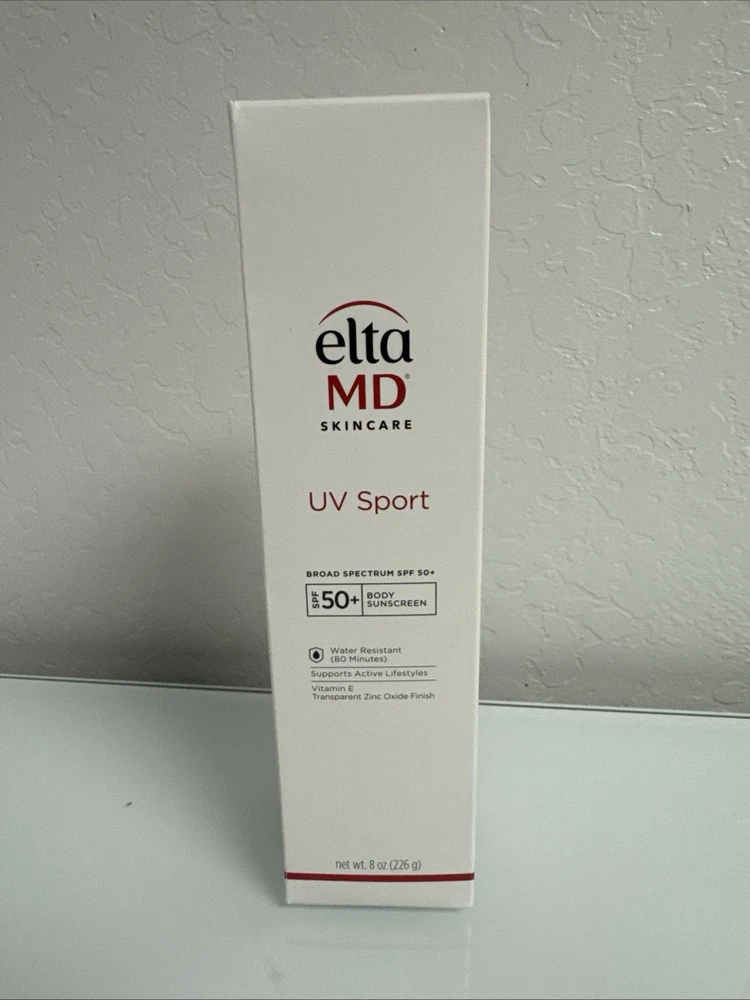 elta
MD®
SKINCARE
UV Sport
BROAD SPECTRUM SPF 50+
SPF 50+ BODY
SUNSCREEN
Water Resistant
(80 Minutes)
Supports Active Lifestyles
Vitamin E
Transparent Zinc Oxide Finish
net wt. 8 oz (226 g)